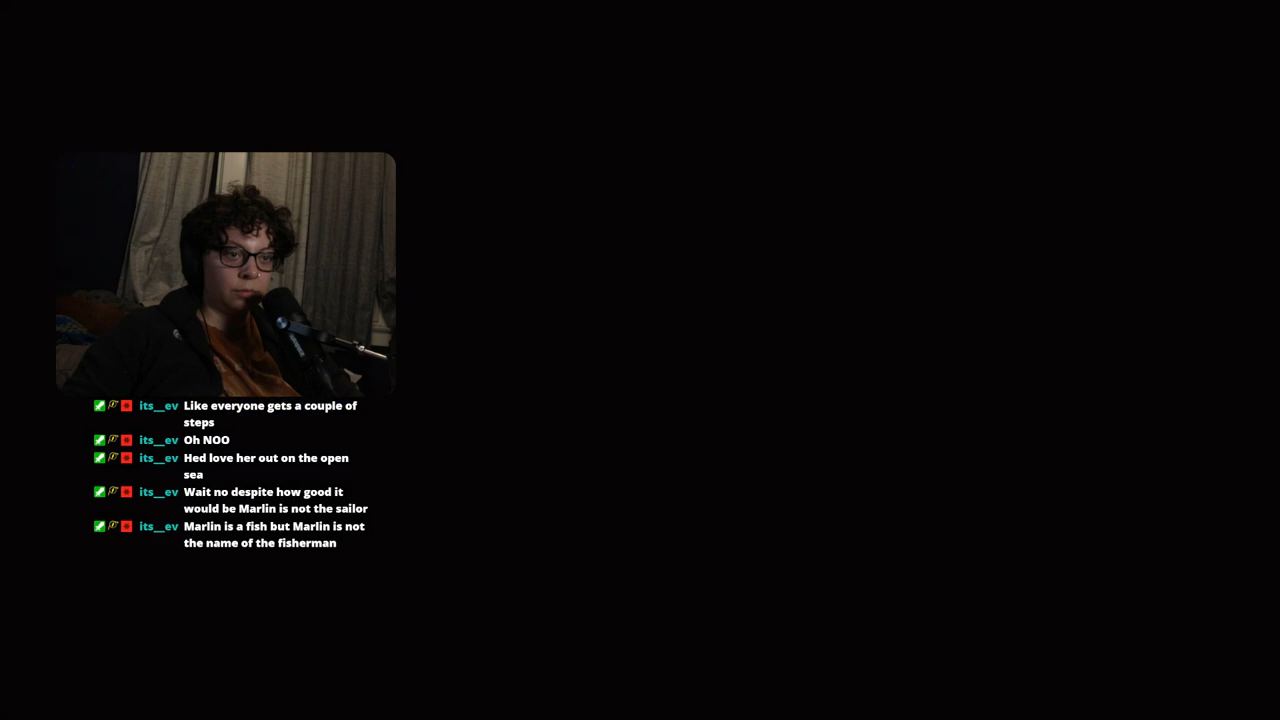 its__ev Like everyone gets a couple of
steps
its__ev Oh NOO
its__ev Hed love her out on the open
sea
its__ev Wait no despite how good it
would be Marlin is not the sailor
its__ev Marlin is a fish but Marlin is not
the name of the fisherman